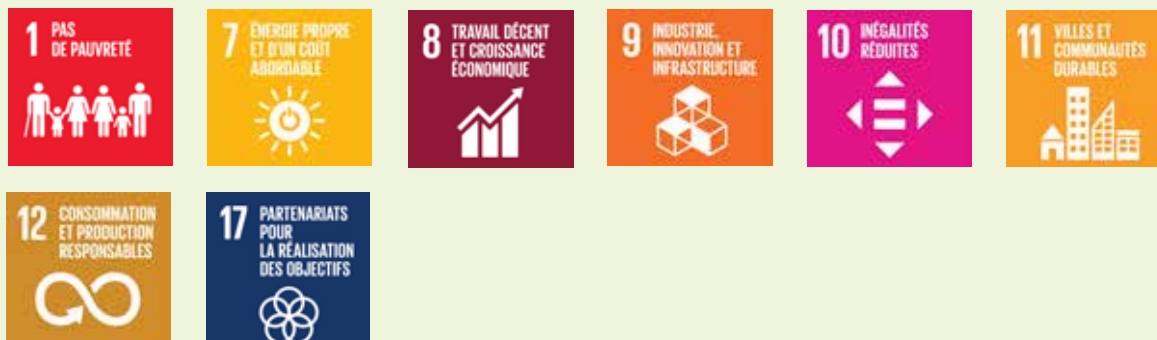 1 PAS
DE PAUVRETÉ
7 ÉNERGIE PROPRE
ET D'UN COÛT
ABORDABLE
8 TRAVAIL DÉCENT
ET CROISSANCE
ÉCONOMIQUE
9 INDUSTRIE,
INNOVATION ET
INFRASTRUCTURE
10 INÉGALITÉS
RÉDUITES
11 VILLES ET
COMMUNAUTÉS
DURABLES
12 CONSOMMATION
ET PRODUCTION
RESPONSABLES
17 PARTENARIATS
POUR
LA RÉALISATION
DES OBJECTIFS